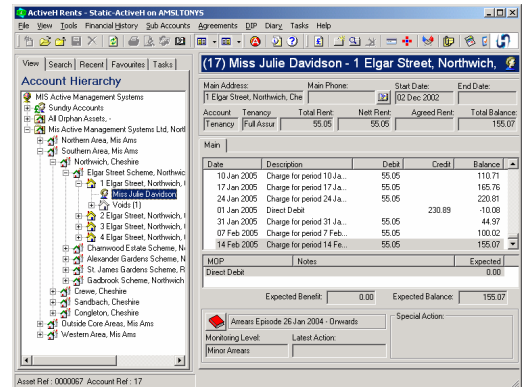 ActiveH Rents - Static-ActiveH on AMSLTONYS
File View Tools Financial History Sub Accounts Agreements DIP Diary Tasks Help
View Search Recent Favourites Tasks
Account Hierarchy
MIS Active Management Systems
Sundry Accounts
All Orphan Assets, -
Mis Active Management Systems Ltd, Nortl
Northern Area, Mis Ams
Southern Area, Mis Ams
Northwich, Cheshire
Elgar Street Scheme, Northwic
1 Elgar Street, Northwich,
Miss Julie Davidson
Voids (1)
2 Elgar Street, Northwich,
3 Elgar Street, Northwich,
4 Elgar Street, Northwich,
Charnwood Estate Scheme, N
Alexander Gardens Scheme, N
St. James Gardens Scheme, R
Gadbrook Scheme, Northwich
Crewe, Cheshire
Sandbach, Cheshire
Congleton, Cheshire
Outside Core Areas, Mis Ams
Western Area, Mis Ams
(17) Miss Julie Davidson - 1 Elgar Street, Northwich,
Main Address: Main Phone: Start Date: End Date:
1 Elgar Street, Northwich, Che 02 Dec 2002
Account Tenancy Total Rent: Nett Rent: Agreed Rent: Total Balance:
Tenancy Full Assur 55.05 55.05 155.07
Main
Date Description Debit Credit Balance
10 Jan 2005 Charge for period 10 Ja... 55.05 110.71
17 Jan 2005 Charge for period 17 Ja... 55.05 165.76
24 Jan 2005 Charge for period 24 Ja... 55.05 220.81
01 Jan 2005 Direct Debit 230.89 -10.08
31 Jan 2005 Charge for period 31 Ja... 55.05 44.97
07 Feb 2005 Charge for period 7 Feb... 55.05 100.02
14 Feb 2005 Charge for period 14 Fe... 55.05 155.07
MOP Notes Expected
Direct Debit 0.00
Expected Benefit: 0.00 Expected Balance: 155.07
Arrears Episode 26 Jan 2004 - Onwards
Special Action:
Monitoring Level: Latest Action:
Minor Arrears
Asset Ref : 0000067 Account Ref : 17